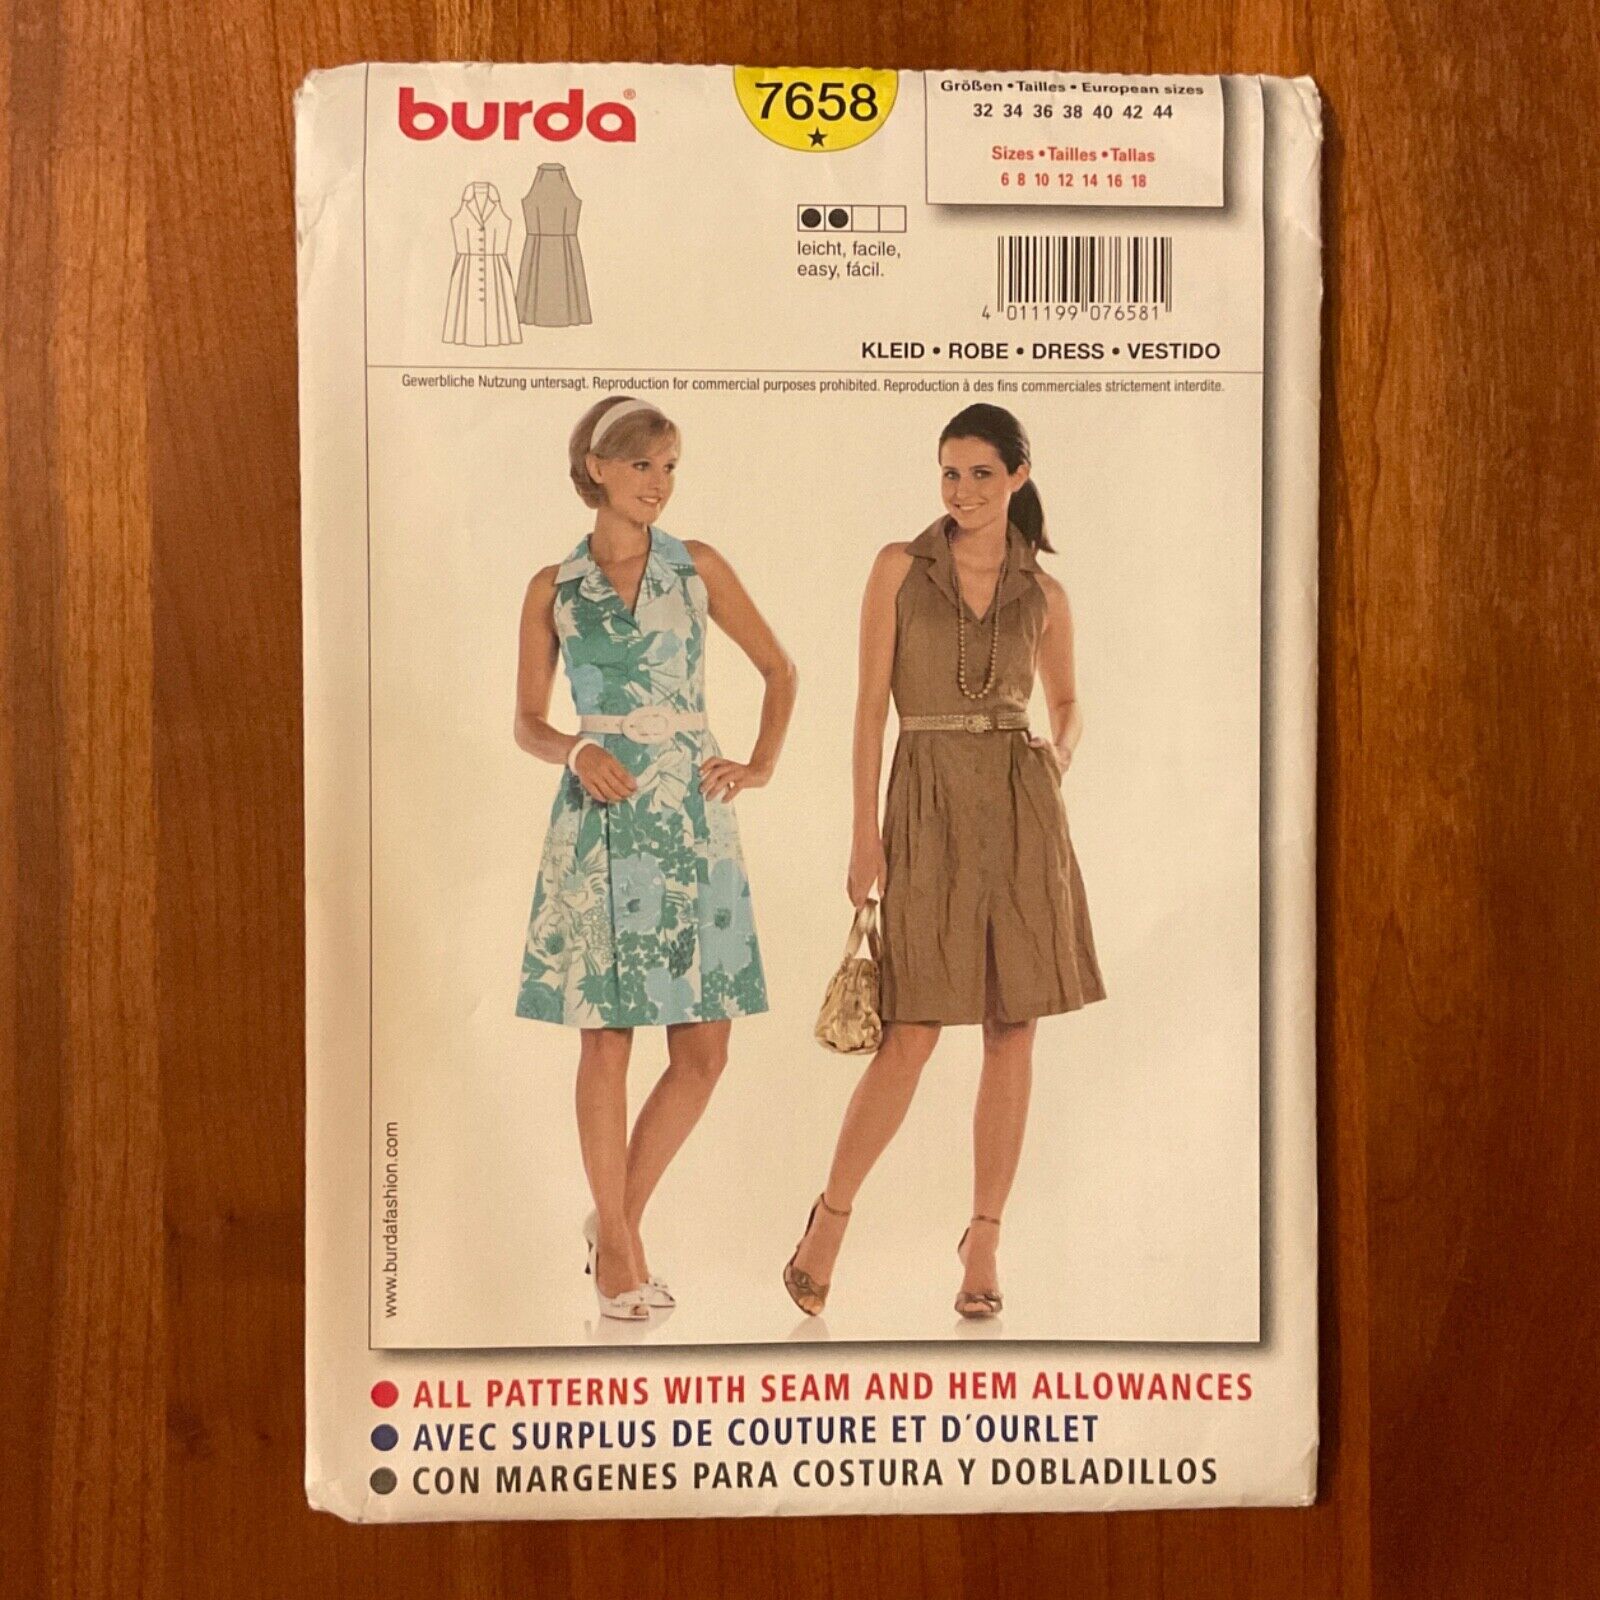 burda®
7658
★
Größen • Tailles • European sizes
32 34 36 38 40 42 44
Sizes • Tailles • Tallas
6 8 10 12 14 16 18
leicht, facile,
easy, fácil.
4 011199 076581
KLEID • ROBE • DRESS • VESTIDO
Gewerbliche Nutzung untersagt. Reproduction for commercial purposes prohibited. Reproduction à des fins commerciales strictement interdite.
www.burdafashion.com
● ALL PATTERNS WITH SEAM AND HEM ALLOWANCES
● AVEC SURPLUS DE COUTURE ET D'OURLET
● CON MARGENES PARA COSTURA Y DOBLADILLOS